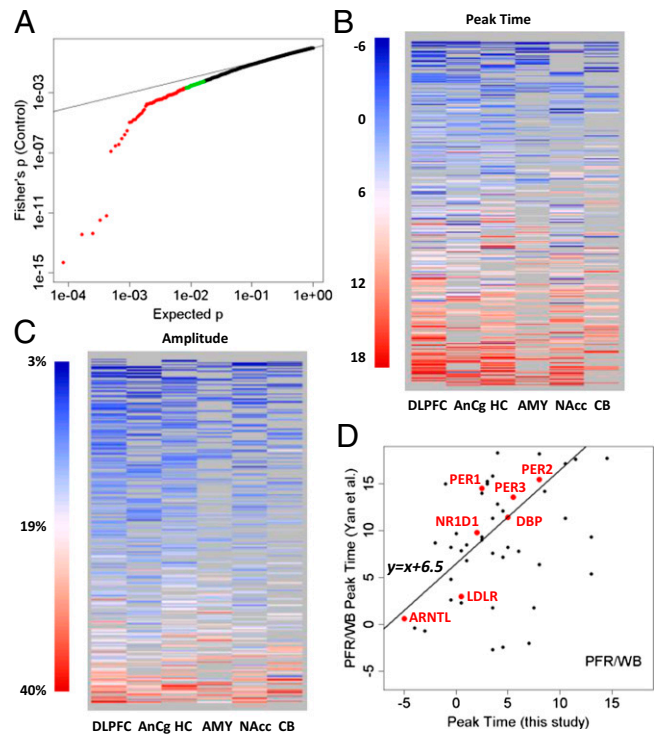 A
Fisher's p (Control)
1e-03
1e-07
1e-11
1e-15
1e-04 1e-03 1e-02 1e-01 1e+00
Expected p
B
Peak Time
-6
0
6
12
18
DLPFC AnCg HC AMY NAcc CB
C
Amplitude
3%
19%
40%
DLPFC AnCg HC AMY NAcc CB
D
PFR/WB Peak Time (Yan et al.)
15
10
5
0
-5
PER1
PER2
PER3
NR1D1
DBP
y=x+6.5
LDLR
ARNTL
PFR/WB
-5 0 5 10 15
Peak Time (this study)